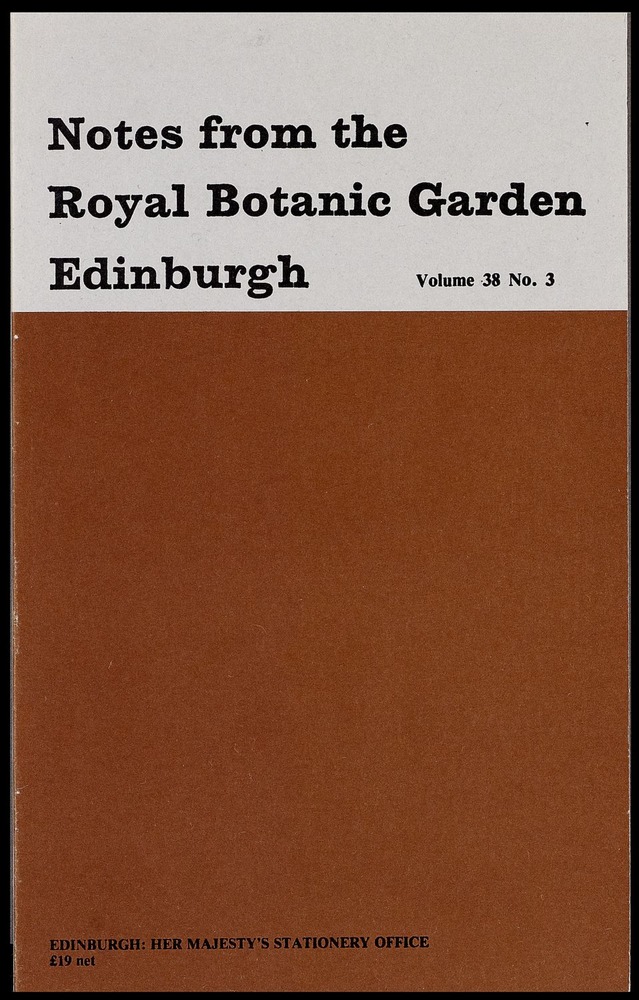 Notes from the
Royal Botanic Garden
Edinburgh
Volume 38 No. 3
EDINBURGH: HER MAJESTY'S STATIONERY OFFICE
£19 net